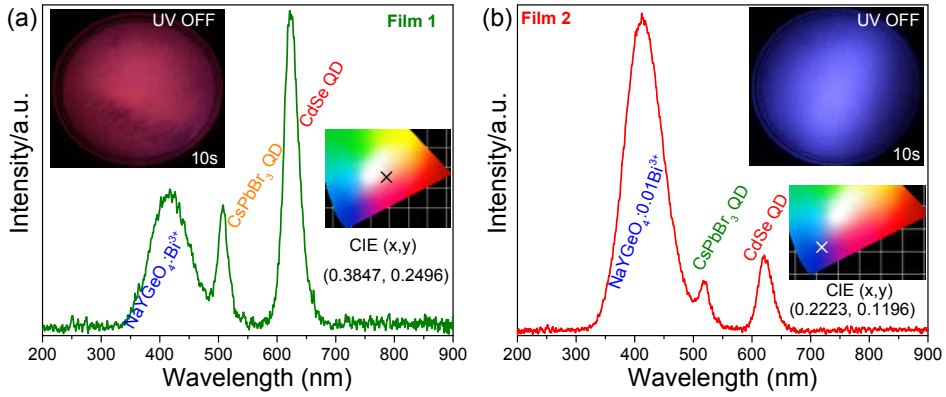 (a)
UV OFF
10s
Film 1
Intensity/a.u.
NaYGeO₄:Bi³⁺
CsPbBr₃ QD
CdSe QD
CIE (x,y)
(0.3847, 0.2496)
200 300 400 500 600 700 800 900
Wavelength (nm)
(b)
Film 2
UV OFF
10s
Intensity/a.u.
NaYGeO₄:0.01Bi³⁺
CsPbBr₃ QD
CdSe QD
CIE (x,y)
(0.2223, 0.1196)
200 300 400 500 600 700 800 900
Wavelength (nm)